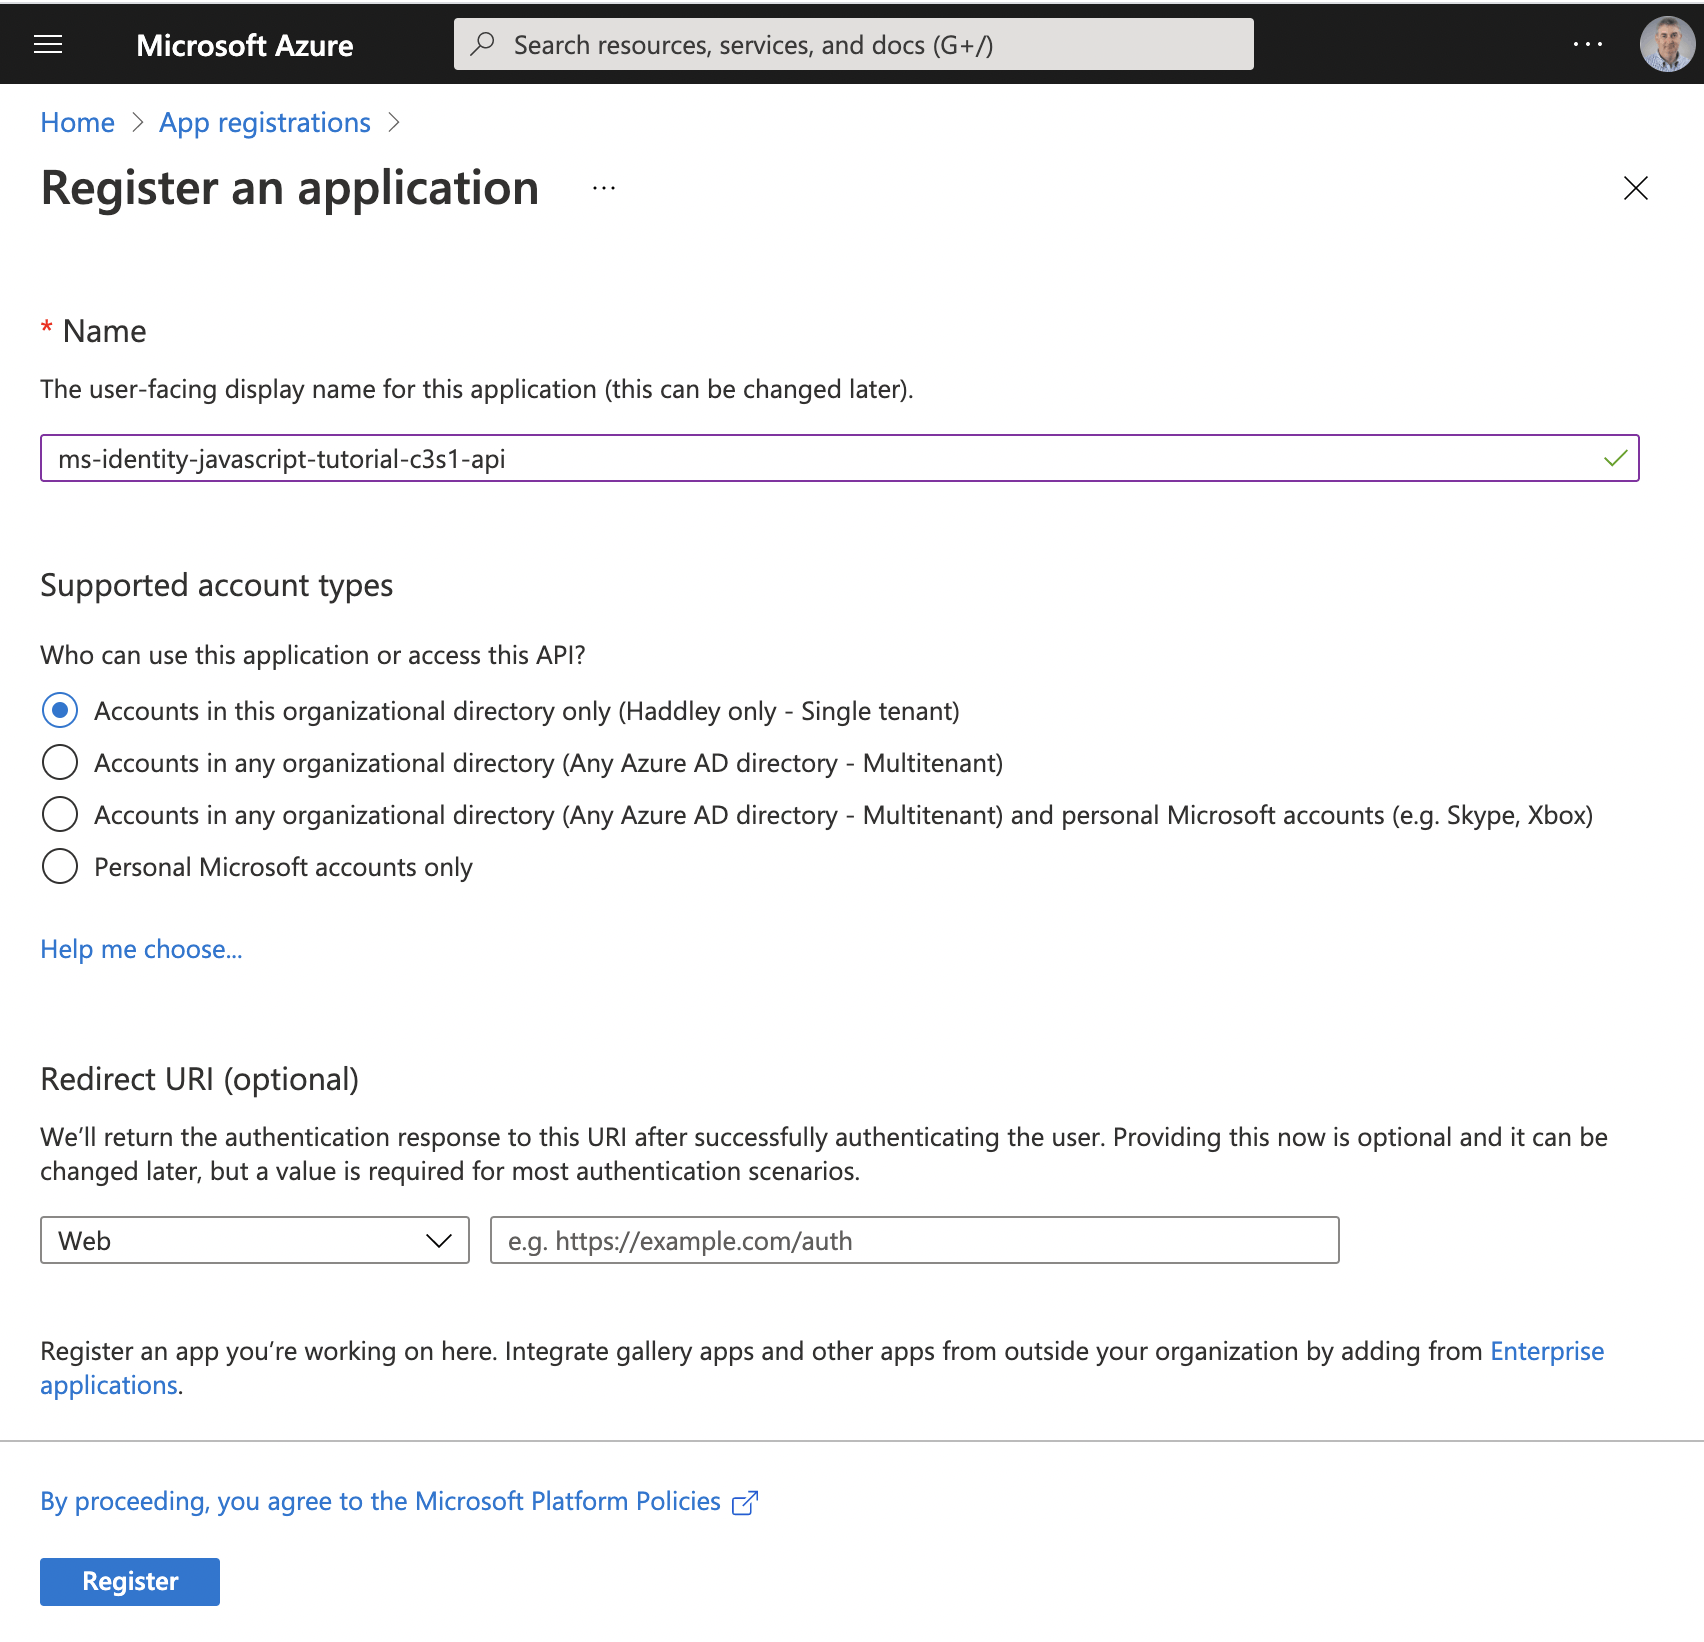 Microsoft Azure
Search resources, services, and docs (G+/)
Home
App registrations
Register an application
* Name
The user-facing display name for this application (this can be changed later).
ms-identity-javascript-tutorial-c3s1-api
Supported account types
Who can use this application or access this API?
Accounts in this organizational directory only (Haddley only - Single tenant)
Accounts in any organizational directory (Any Azure AD directory - Multitenant)
Accounts in any organizational directory (Any Azure AD directory - Multitenant) and personal Microsoft accounts (e.g. Skype, Xbox)
Personal Microsoft accounts only
Help me choose...
Redirect URI (optional)
We’ll return the authentication response to this URI after successfully authenticating the user. Providing this now is optional and it can be
changed later, but a value is required for most authentication scenarios.
Web
e.g. https://example.com/auth
Register an app you’re working on here. Integrate gallery apps and other apps from outside your organization by adding from Enterprise
applications.
By proceeding, you agree to the Microsoft Platform Policies
Register